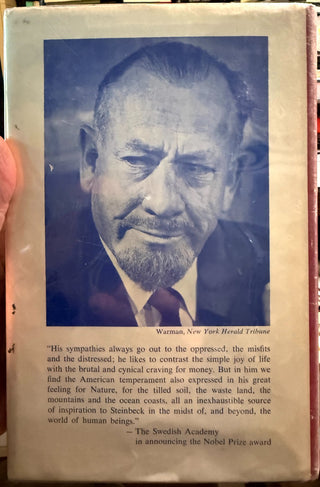 Warman, New York Herald Tribune
"His sympathies always go out to the oppressed, the misfits
and the distressed; he likes to contrast the simple joy of life
with the brutal and cynical craving for money. But in him we
find the American temperament also expressed in his great
feeling for Nature, for the tilled soil, the waste land, the
mountains and the ocean coasts, all an inexhaustible source
of inspiration to Steinbeck in the midst of, and beyond, the
world of human beings."
— The Swedish Academy
in announcing the Nobel Prize award